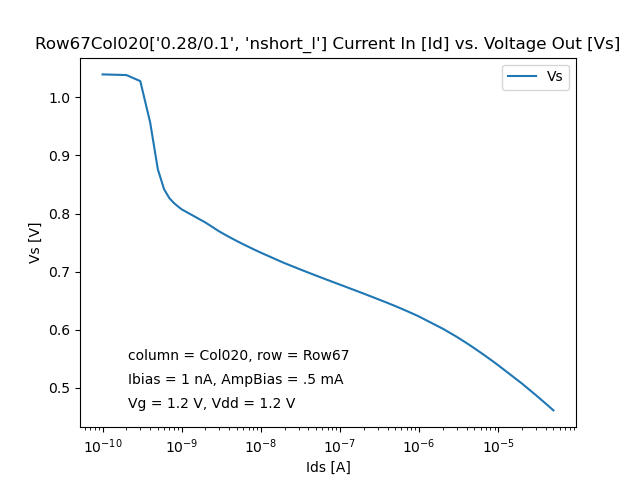 Row67Col020['0.28/0.1', 'nshort_l'] Current In [Id] vs. Voltage Out [Vs]
Vs
1.0
0.9
0.8
0.7
0.6
0.5
Vs [V]
column = Col020, row = Row67
Ibias = 1 nA, AmpBias = .5 mA
Vg = 1.2 V, Vdd = 1.2 V
10⁻¹⁰ 10⁻⁹ 10⁻⁸ 10⁻⁷ 10⁻⁶ 10⁻⁵
Ids [A]